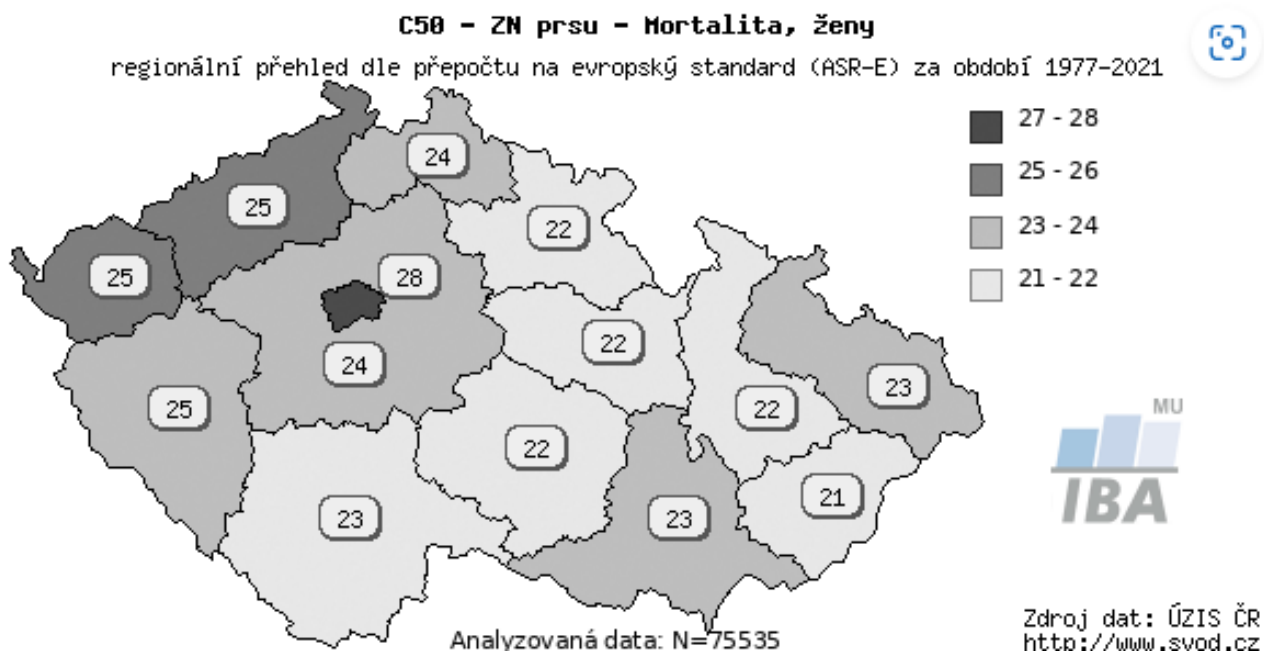 C50 - ZN prsu - Mortalita, ženy
regionální přehled dle přepočtu na evropský standard (ASR-E) za období 1977-2021
27 - 28
25 - 26
23 - 24
21 - 22
24
25
22
25
28
22
24
23
25
22
22
21
23
23
MU
IBA
Analyzovaná data: N=75535
Zdroj dat: ÚZIS ČR
http://www.svod.cz